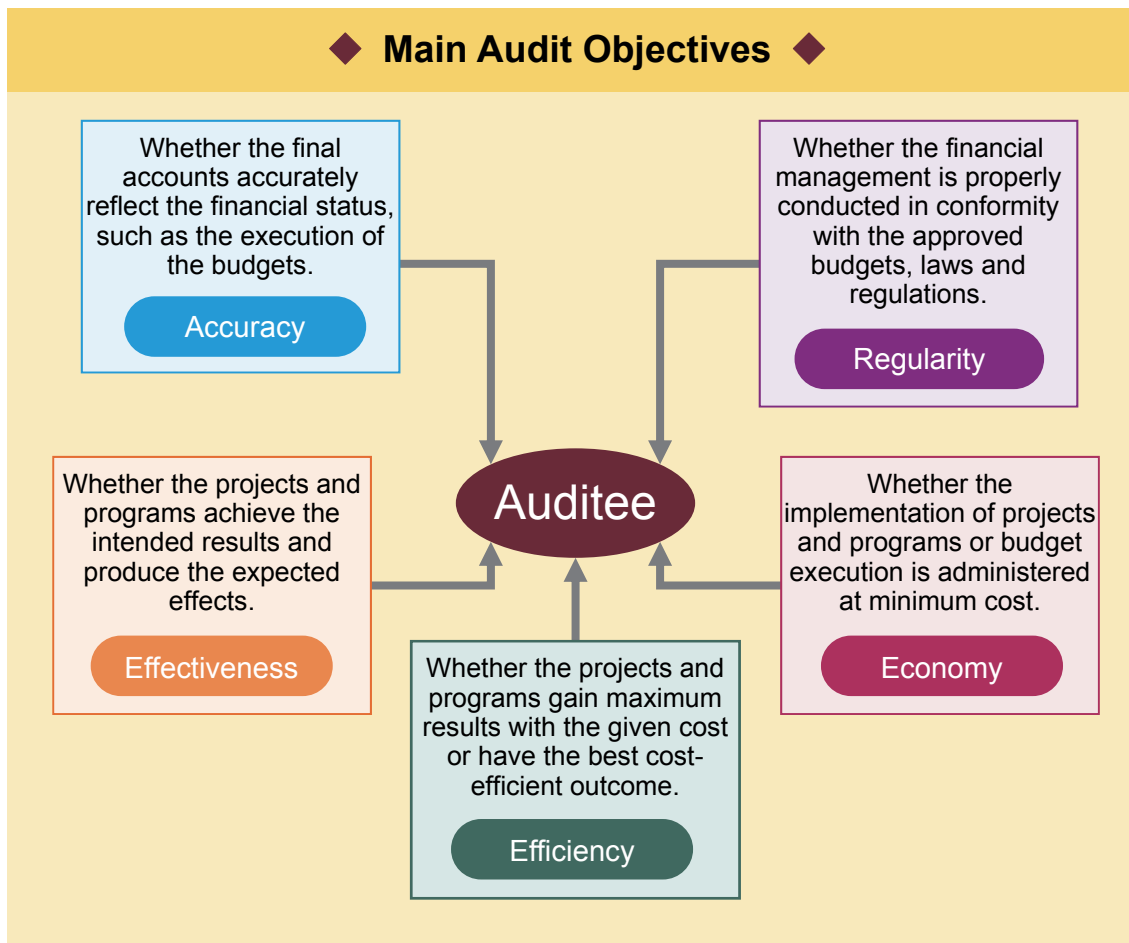 Main Audit Objectives
Whether the final
accounts accurately
reflect the financial status,
such as the execution of
the budgets.
Accuracy
Whether the financial
management is properly
conducted in conformity
with the approved
budgets, laws and
regulations.
Regularity
Auditee
Whether the projects and
programs achieve the
intended results and
produce the expected
effects.
Effectiveness
Whether the projects and
programs gain maximum
results with the given cost
or have the best cost-
efficient outcome.
Efficiency
Whether the
implementation of projects
and programs or budget
execution is administered
at minimum cost.
Economy